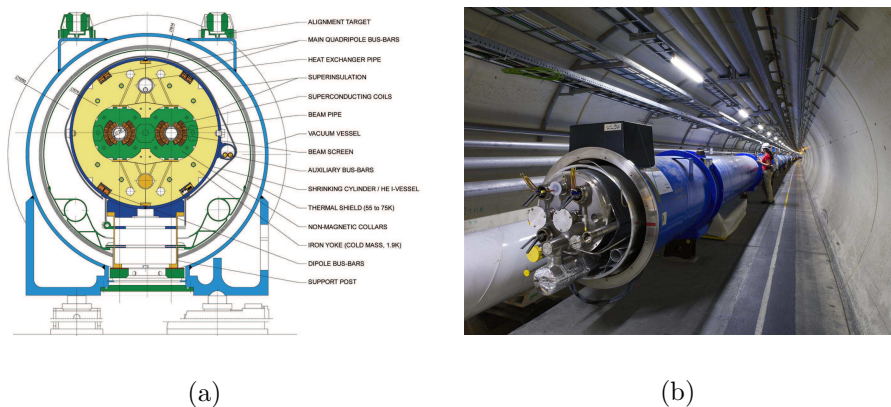 ALIGNMENT TARGET
MAIN QUADRIPOLE BUS-BARS
HEAT EXCHANGER PIPE
SUPERINSULATION
SUPERCONDUCTING COILS
BEAM PIPE
VACUUM VESSEL
BEAM SCREEN
AUXILIARY BUS-BARS
SHRINKING CYLINDER / HE I-VESSEL
THERMAL SHIELD (55 to 75K)
NON-MAGNETIC COLLARS
IRON YOKE (COLD MASS, 1.9K)
DIPOLE BUS-BARS
SUPPORT POST
(a)
(b)